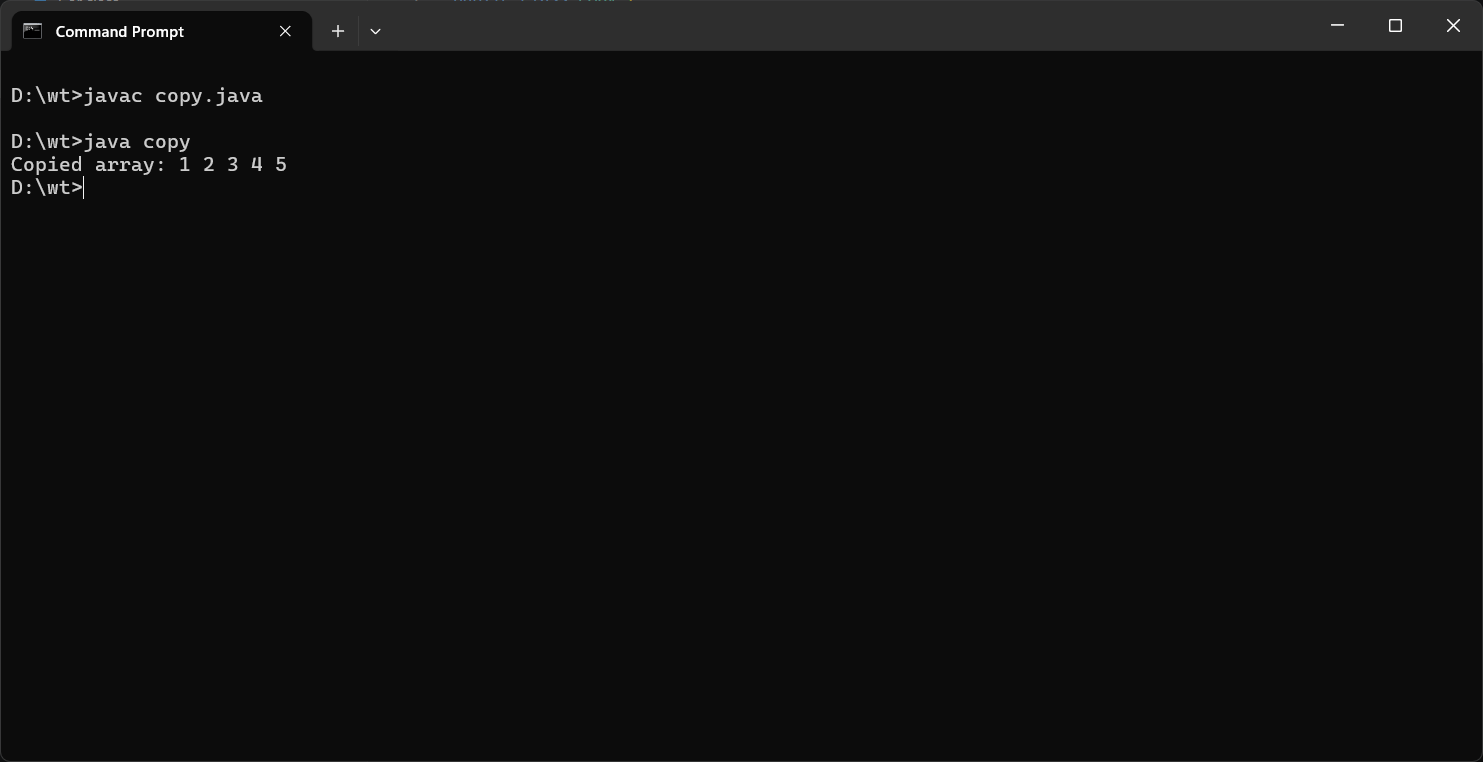 Command Prompt
D:\wt>javac copy.java
D:\wt>java copy
Copied array: 1 2 3 4 5
D:\wt>